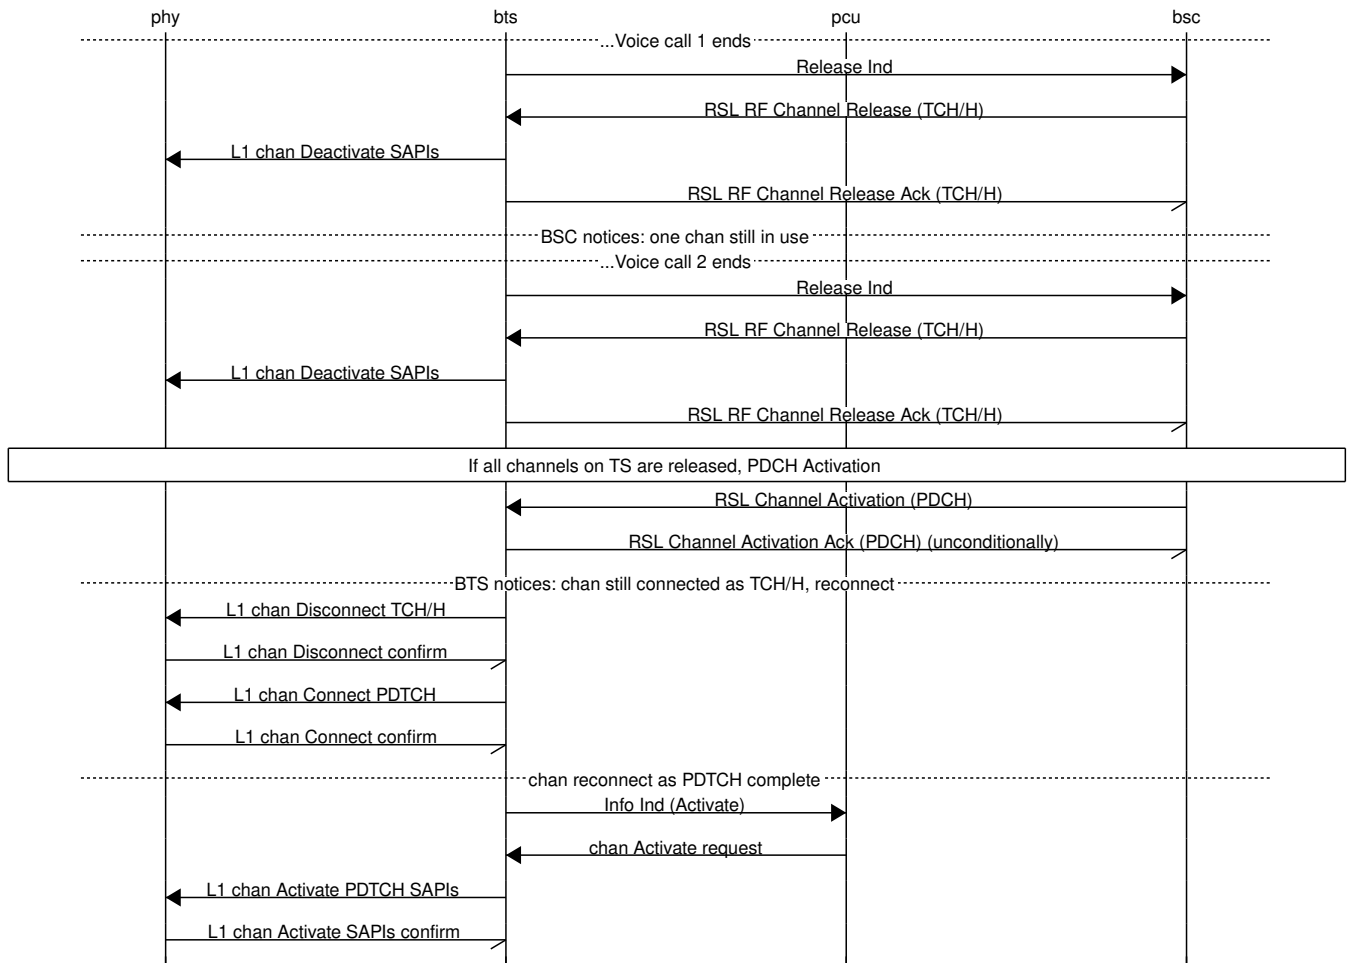 phy bts pcu bsc
...Voice call 1 ends
Release Ind
RSL RF Channel Release (TCH/H)
L1 chan Deactivate SAPIs
RSL RF Channel Release Ack (TCH/H)
BSC notices: one chan still in use
...Voice call 2 ends
Release Ind
RSL RF Channel Release (TCH/H)
L1 chan Deactivate SAPIs
RSL RF Channel Release Ack (TCH/H)
If all channels on TS are released, PDCH Activation
RSL Channel Activation (PDCH)
RSL Channel Activation Ack (PDCH) (unconditionally)
BTS notices: chan still connected as TCH/H, reconnect
L1 chan Disconnect TCH/H
L1 chan Disconnect confirm
L1 chan Connect PDTCH
L1 chan Connect confirm
chan reconnect as PDTCH complete
Info Ind (Activate)
chan Activate request
L1 chan Activate PDTCH SAPIs
L1 chan Activate SAPIs confirm